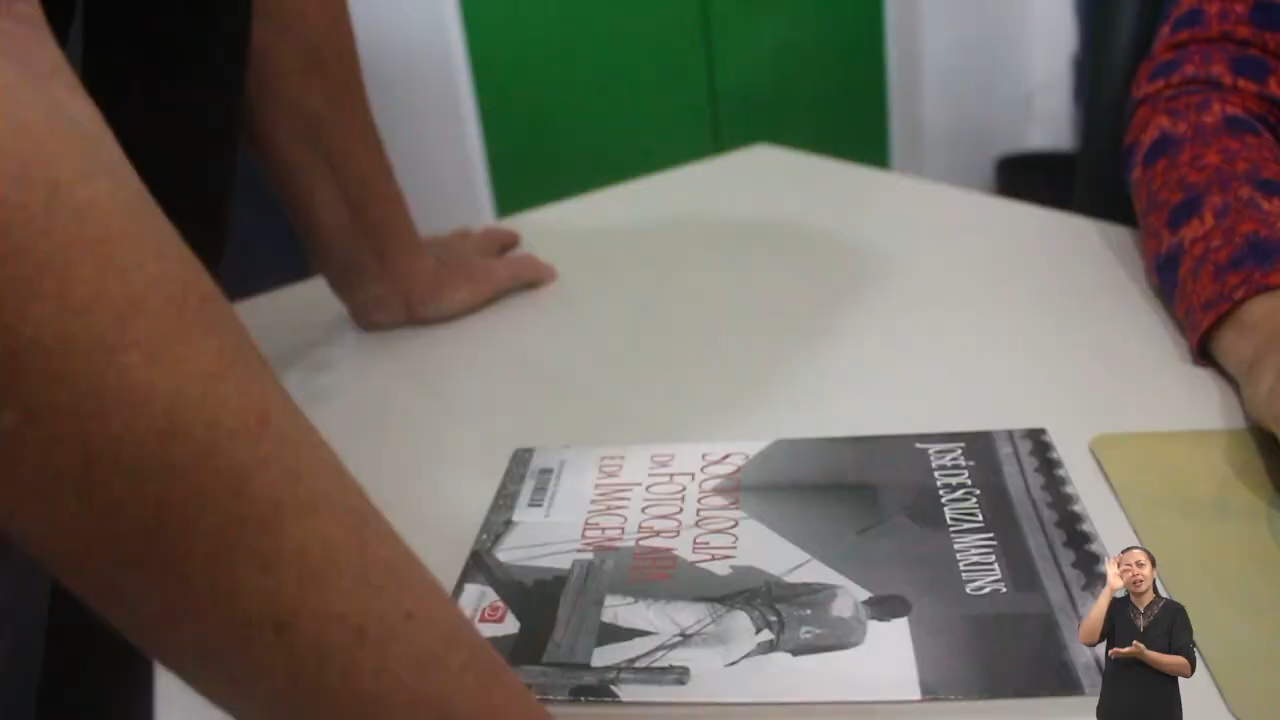 JOSÉ DE SOUZA MARTINS
SOCIOLOGIA
DA FOTOGRAFIA
E DA IMAGEM